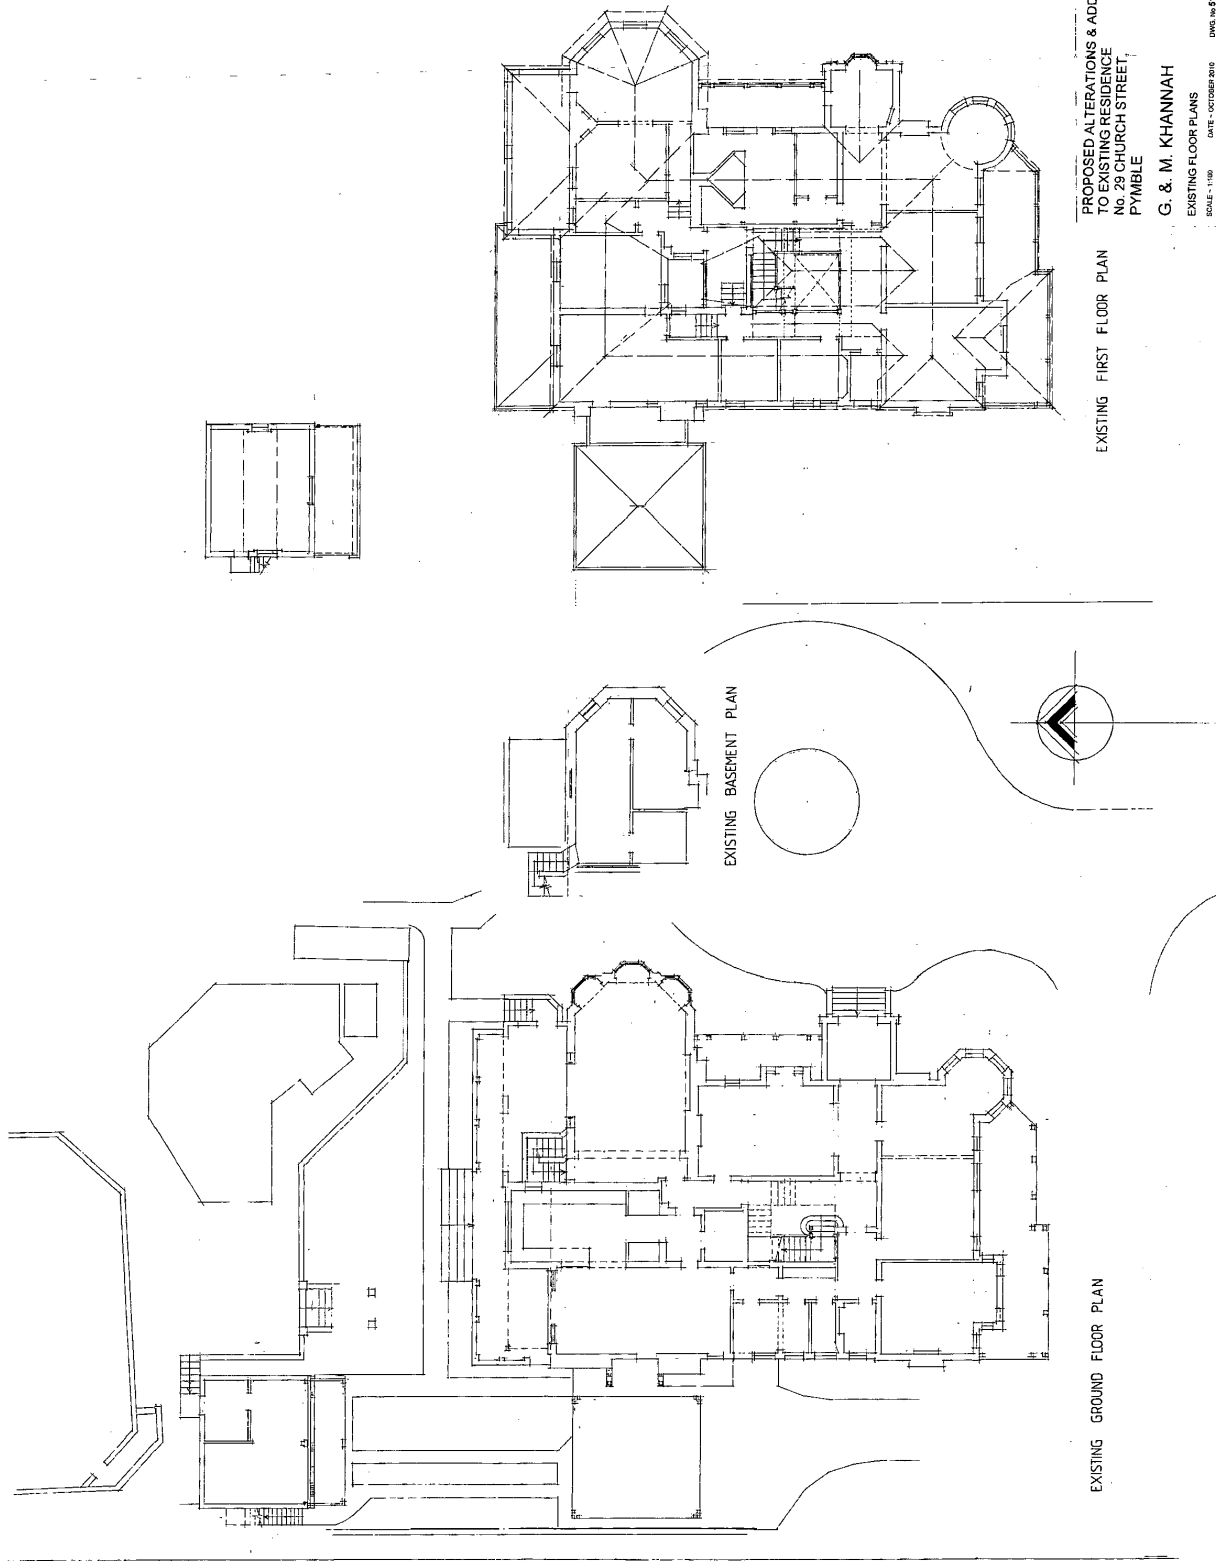 PROPOSED ALTERATIONS & ADD
TO EXISTING RESIDENCE
No. 29 CHURCH STREET,
PYMBLE
G. & M. KHANNAH
EXISTING FLOOR PLANS
SCALE - 1:100 DATE - OCTOBER 2010 DWG. No
EXISTING FIRST FLOOR PLAN
EXISTING BASEMENT PLAN
EXISTING GROUND FLOOR PLAN